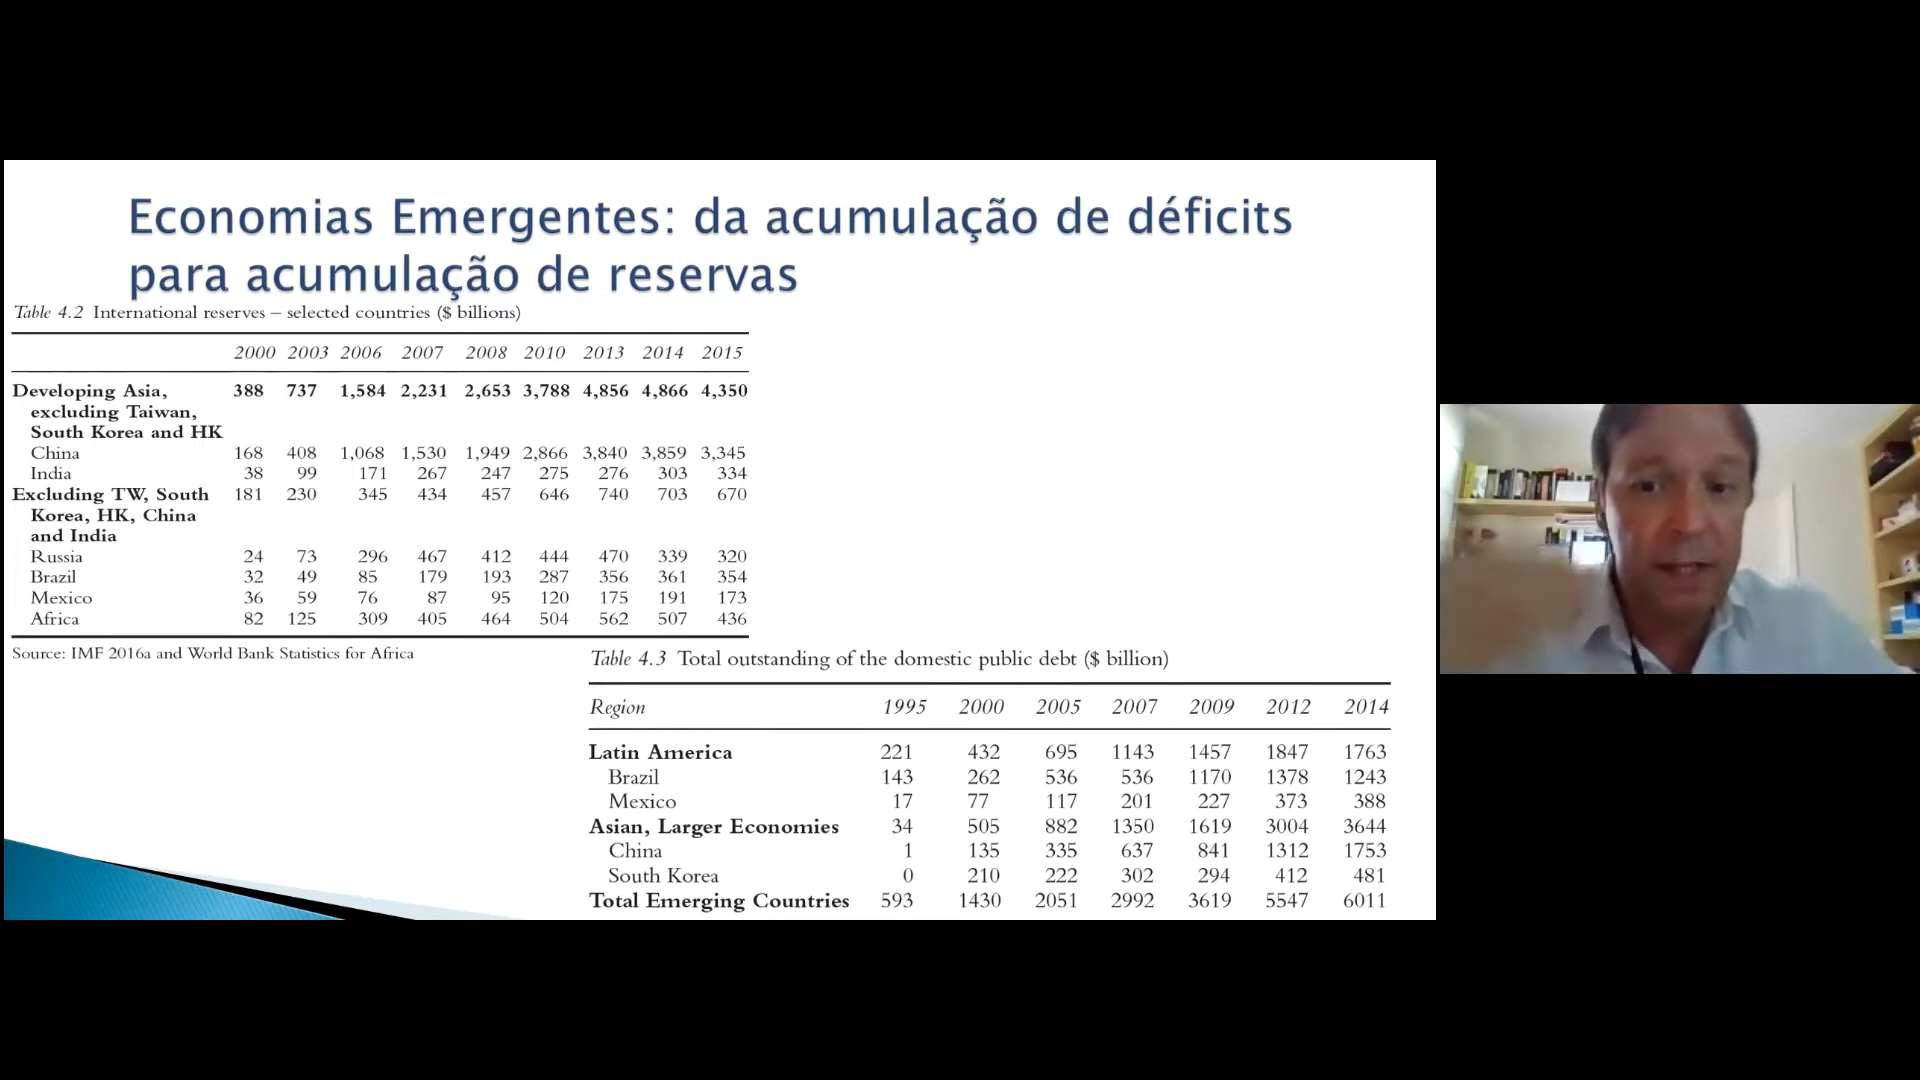 Economias Emergentes: da acumulação de déficits
para acumulação de reservas
Table 4.2 International reserves – selected countries ($ billions)
2000 2003 2006 2007 2008 2010 2013 2014 2015
Developing Asia, 388 737 1,584 2,231 2,653 3,788 4,856 4,866 4,350
excluding Taiwan,
South Korea and HK
China 168 408 1,068 1,530 1,949 2,866 3,840 3,859 3,345
India 38 99 171 267 247 275 276 303 334
Excluding TW, South 181 230 345 434 457 646 740 703 670
Korea, HK, China
and India
Russia 24 73 296 467 412 444 470 339 320
Brazil 32 49 85 179 193 287 356 361 354
Mexico 36 59 76 87 95 120 175 191 173
Africa 82 125 309 405 464 504 562 507 436
Source: IMF 2016a and World Bank Statistics for Africa
Table 4.3 Total outstanding of the domestic public debt ($ billion)
Region 1995 2000 2005 2007 2009 2012 2014
Latin America 221 432 695 1143 1457 1847 1763
Brazil 143 262 536 536 1170 1378 1243
Mexico 17 77 117 201 227 373 388
Asian, Larger Economies 34 505 882 1350 1619 3004 3644
China 1 135 335 637 841 1312 1753
South Korea 0 210 222 302 294 412 481
Total Emerging Countries 593 1430 2051 2992 3619 5547 6011